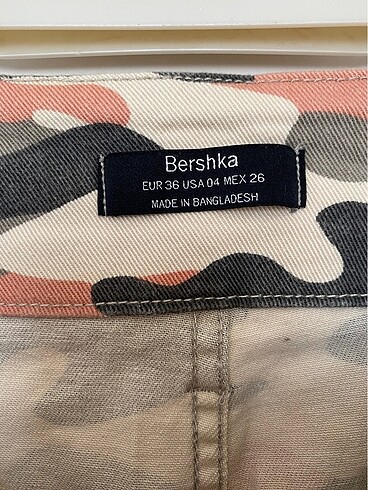 Bershka
EUR 36 USA 04 MEX 26
MADE IN BANGLADESH